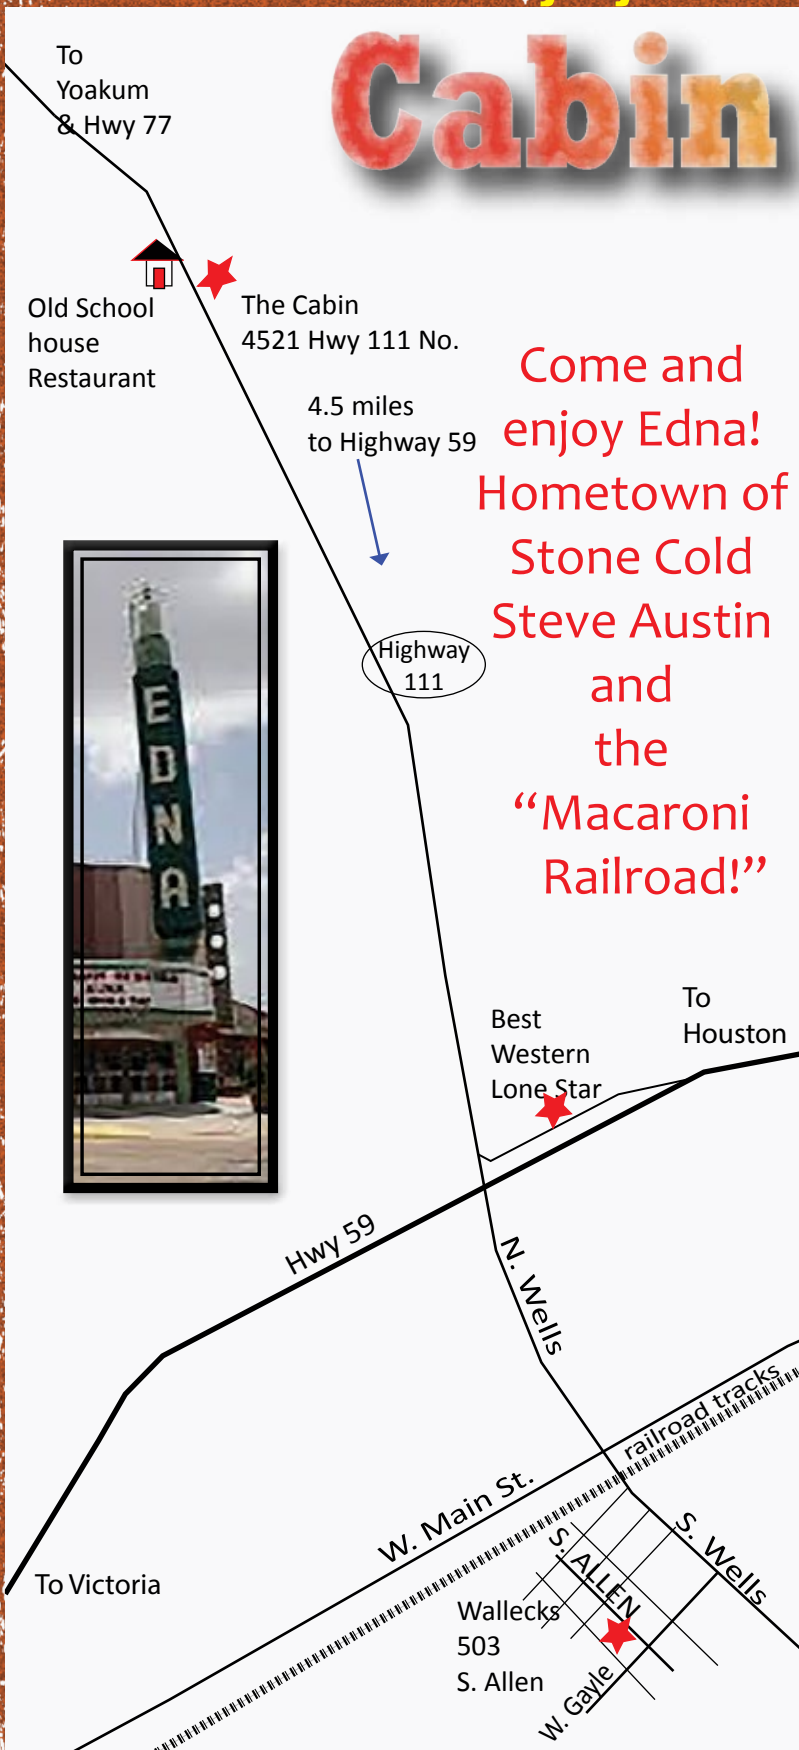 Cabin
To
Yoakum
& Hwy 77
Old School
house
Restaurant
The Cabin
4521 Hwy 111 No.
4.5 miles
to Highway 59
Come and
enjoy Edna!
Hometown of
Stone Cold
Steve Austin
and
the
“Macaroni
Railroad!”
Highway
111
EDNA
Best
Western
Lone Star
To
Houston
Hwy 59
N. Wells
railroad tracks
W. Main St.
To Victoria
S. Wells
S. ALLEN
Wallecks
503
S. Allen
W. Gayle